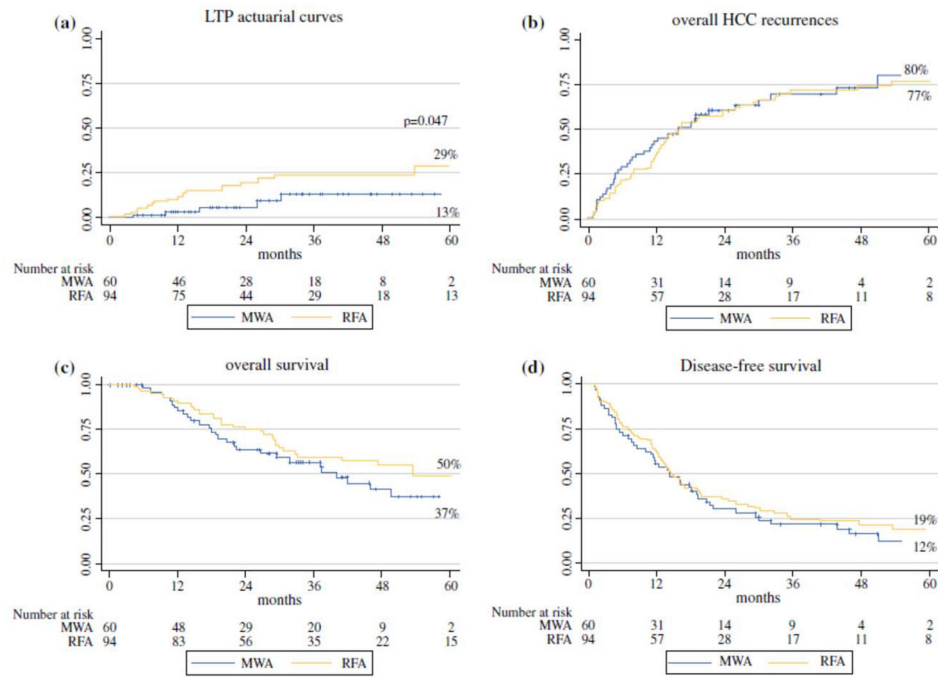 (a) LTP actuarial curves
1.00
0.75
0.50
0.25
0.00
p=0.047
29%
13%
0 12 24 36 48 60
months
Number at risk
MWA 60 46 28 18 8 2
RFA 94 75 44 29 18 13
MWA RFA
(b) overall HCC recurrences
1.00
0.75
0.50
0.25
0.00
80%
77%
0 12 24 36 48 60
months
Number at risk
MWA 60 31 14 9 4 2
RFA 94 57 28 17 11 8
MWA RFA
(c) overall survival
1.00
0.75
0.50
0.25
0.00
50%
37%
0 12 24 36 48 60
months
Number at risk
MWA 60 48 29 20 9 2
RFA 94 83 56 35 22 15
MWA RFA
(d) Disease-free survival
1.00
0.75
0.50
0.25
0.00
19%
12%
0 12 24 36 48 60
months
Number at risk
MWA 60 31 14 9 4 2
RFA 94 57 28 17 11 8
MWA RFA